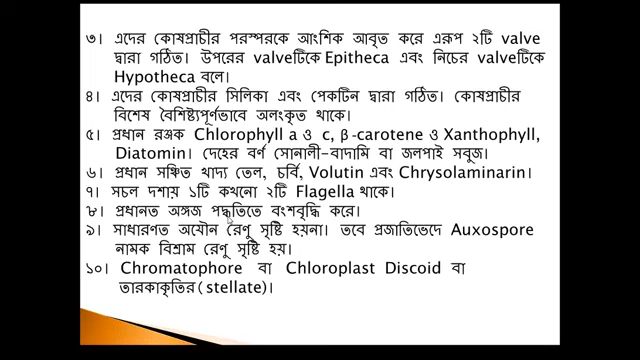 ৩। এদের কোষপ্রাচীর পরস্পরকে আংশিক আবৃত করে এরূপ ২টি valve
দ্বারা গঠিত। উপরের valveটিকে Epitheca এবং নিচের valveটিকে
Hypotheca বলে।
৪। এদের কোষপ্রাচীর সিলিকা এবং পেকটিন দ্বারা গঠিত। কোষপ্রাচীর
বিশেষ বৈশিষ্ট্যপূর্ণভাবে অলংকৃত থাকে।
৫। প্রধান রঞ্জক Chlorophyll a ও c, β-carotene ও Xanthophyll,
Diatomin। দেহের বর্ণ সোনালী-বাদামি বা জলপাই সবুজ।
৬। প্রধান সঞ্চিত খাদ্য তেল, চর্বি, Volutin এবং Chrysolaminarin।
৭। সচল দশায় ১টি কখনো ২টি Flagella থাকে।
৮। প্রধানত অঙ্গজ পদ্ধতিতে বংশবৃদ্ধি করে।
৯। সাধারণত অযৌন রেণু সৃষ্টি হয়না। তবে প্রজাতিভেদে Auxospore
নামক বিশ্রাম রেণু সৃষ্টি হয়।
১০। Chromatophore বা Chloroplast Discoid বা
তারকাকৃতির(stellate)।